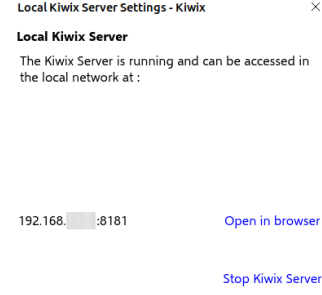 Local Kiwix Server Settings - Kiwix
Local Kiwix Server
The Kiwix Server is running and can be accessed in
the local network at :
192.168. :8181
Open in browser
Stop Kiwix Server